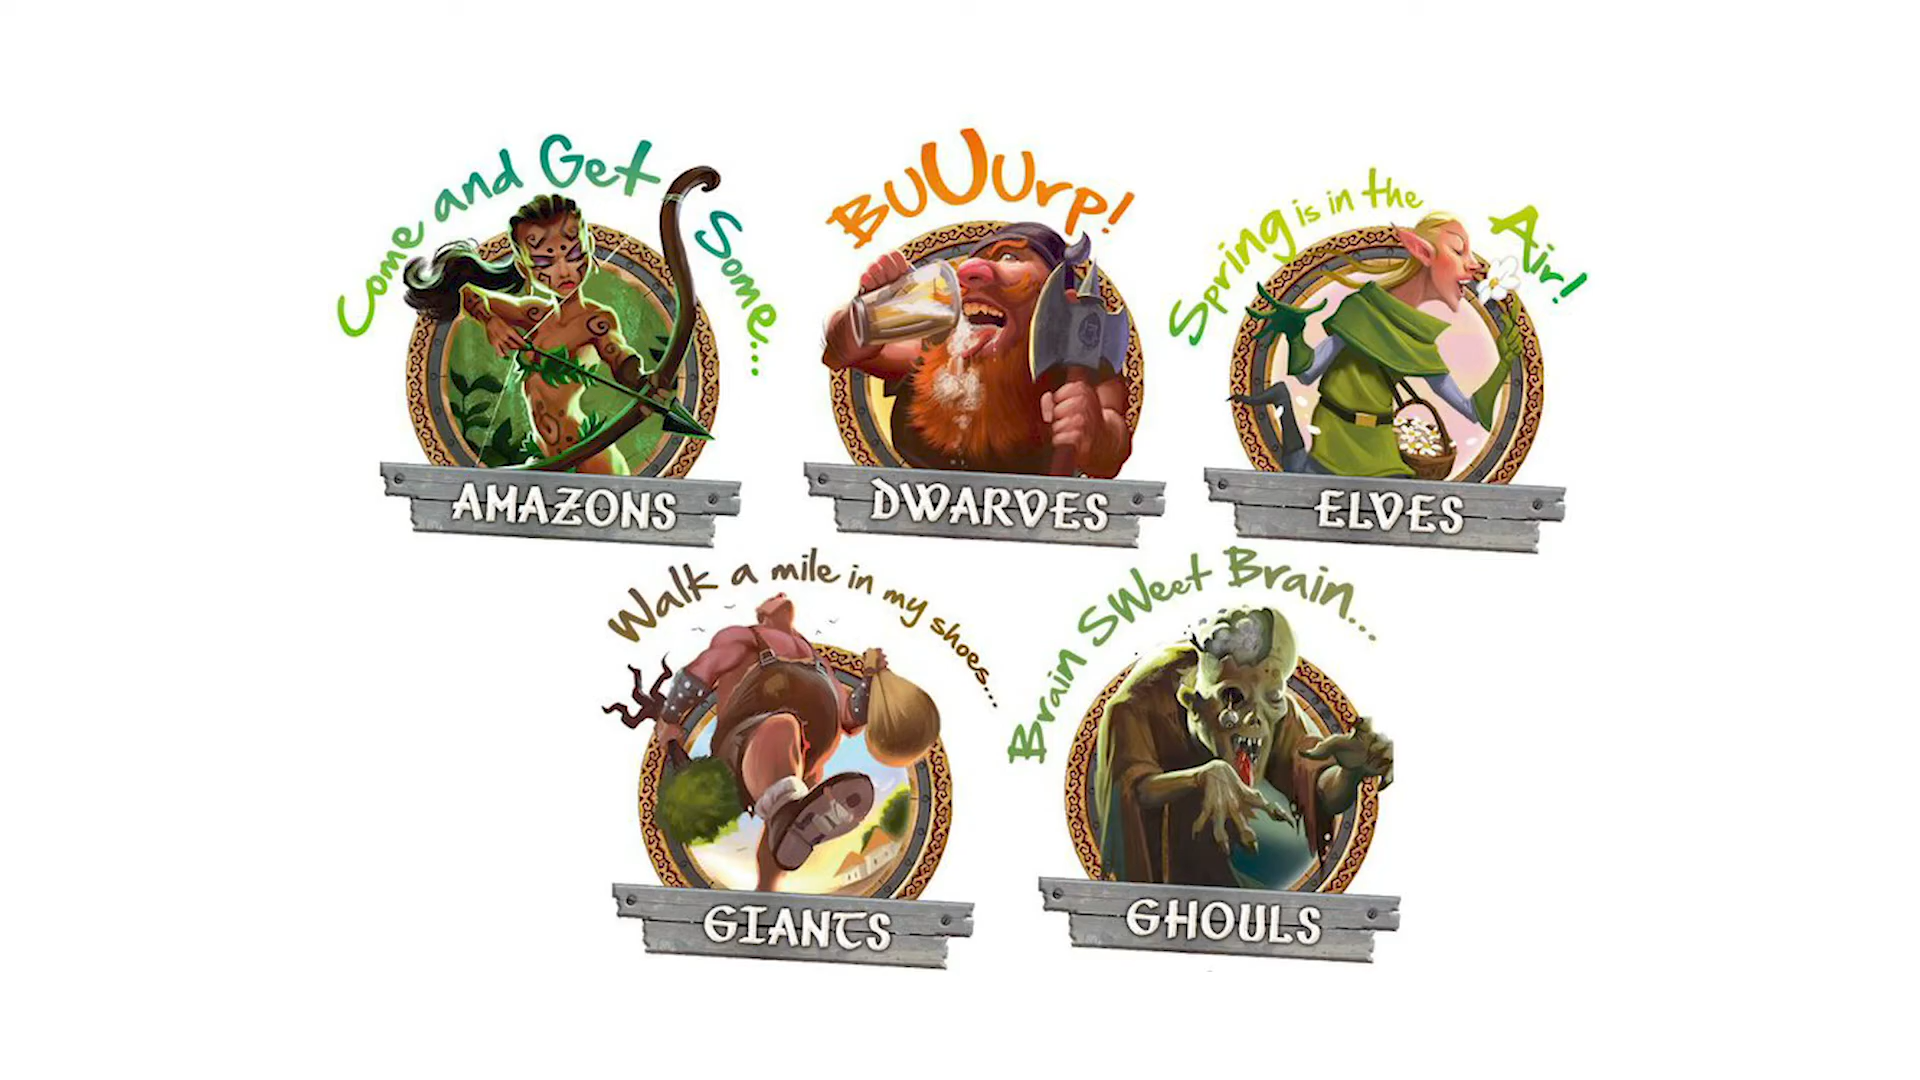 Come and Get Some...
AMAZONS
BUUUrp!
DWARVES
Spring is in the Air!
ELVES
Walk a mile in my shoes...
GIANTS
Brain SWeet Brain...
GHOULS